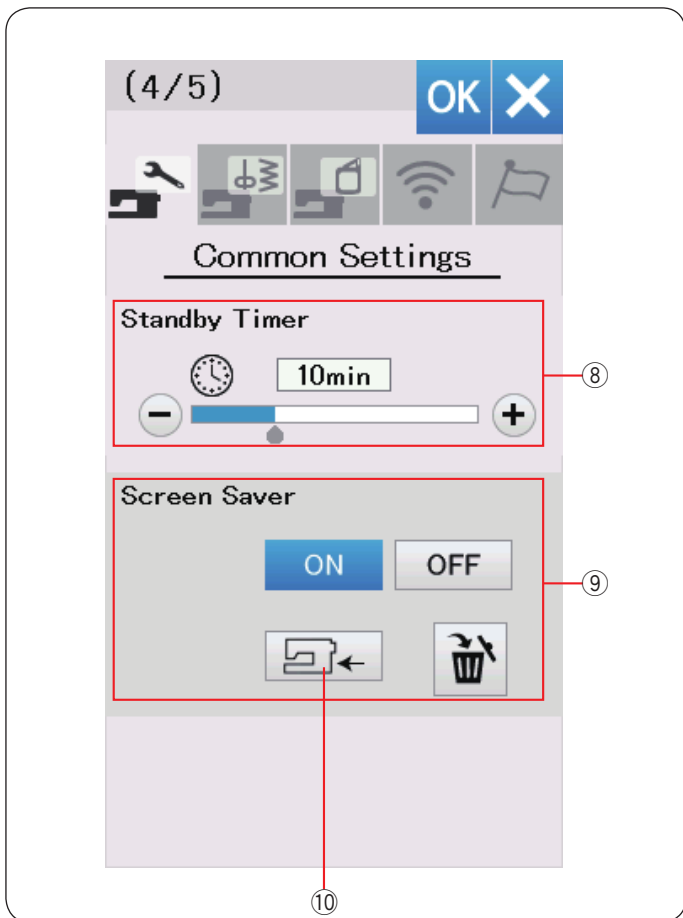 (4/5)
OK
Common Settings
Standby Timer
10min
⑧
Screen Saver
ON OFF
⑨
⑩